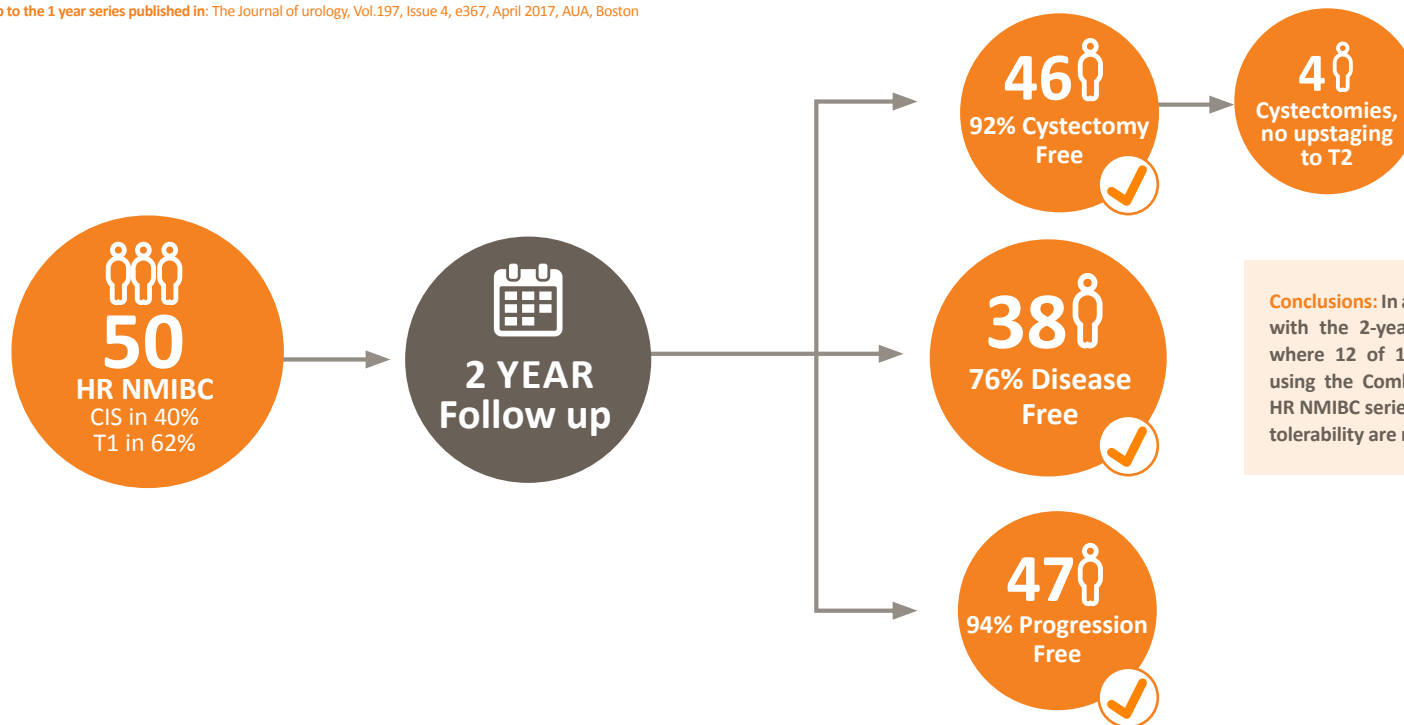 to the 1 year series published in: The Journal of urology, Vol.197, Issue 4, e367, April 2017, AUA, Boston
50
HR NMIBC
CIS in 40%
T1 in 62%
2 YEAR
Follow up
46
92% Cystectomy
Free
4
Cystectomies,
no upstaging
to T2
38
76% Disease
Free
47
94% Progression
Free
Conclusions: In
with the 2-yea
where 12 of 1
using the Com
HR NMIBC serie
tolerability are